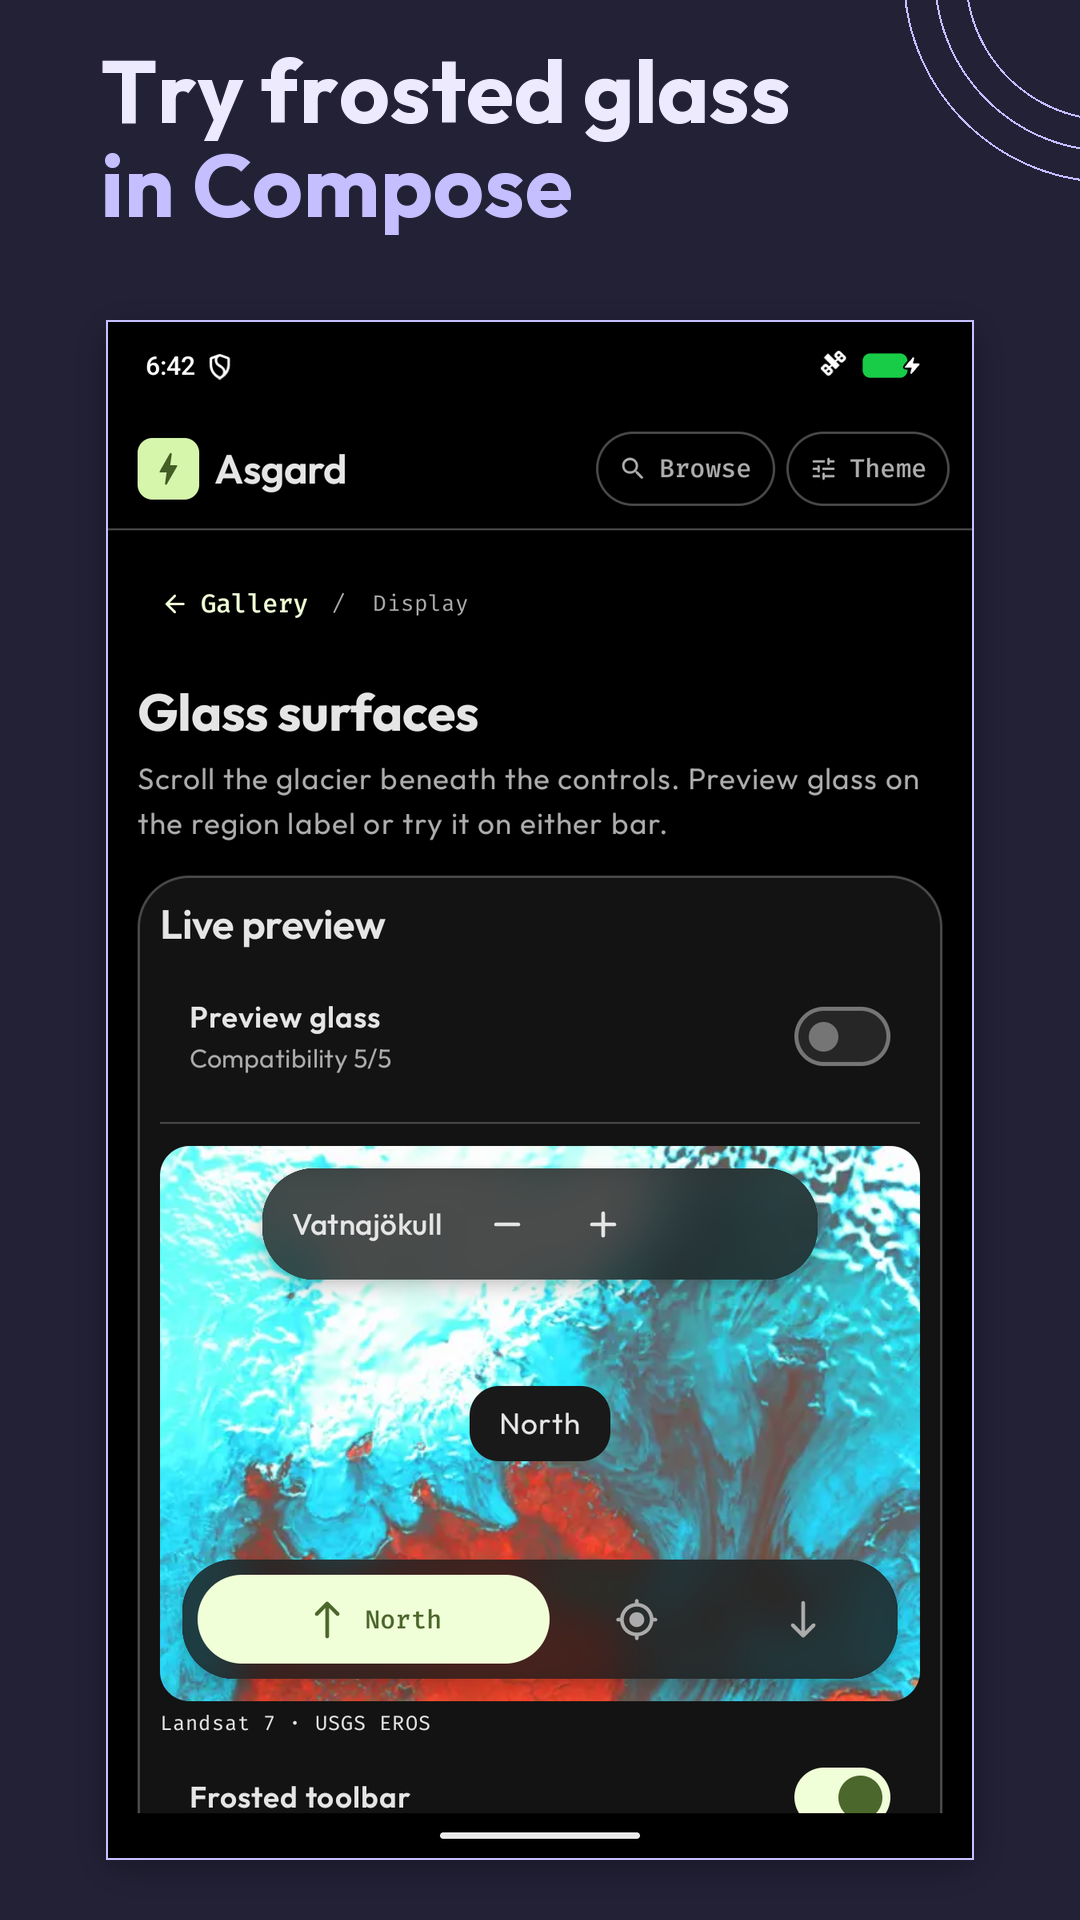 Try frosted glass
in Compose
6:42
Asgard
Browse
Theme
Gallery / Display
Glass surfaces
Scroll the glacier beneath the controls. Preview glass on
the region label or try it on either bar.
Live preview
Preview glass
Compatibility 5/5
Vatnajökull
North
North
Landsat 7 · USGS EROS
Frosted toolbar